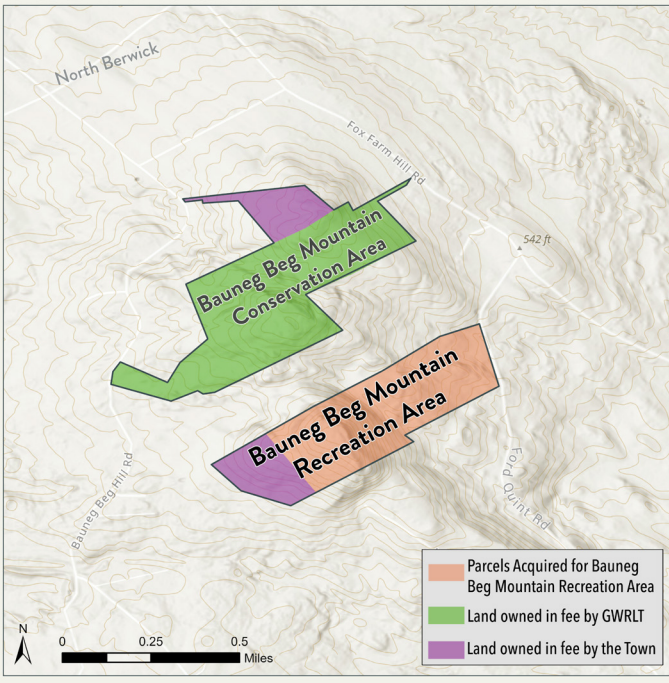 North Berwick
Fox Farm Hill Rd
542 ft
Bauneg Beg Mountain
Conservation Area
Bauneg Beg Mountain
Recreation Area
Bauneg Beg Hill Rd
Ford Quint Rd
Parcels Acquired for Bauneg
Beg Mountain Recreation Area
Land owned in fee by GWRLT
Land owned in fee by the Town
N
0 0.25 0.5
Miles